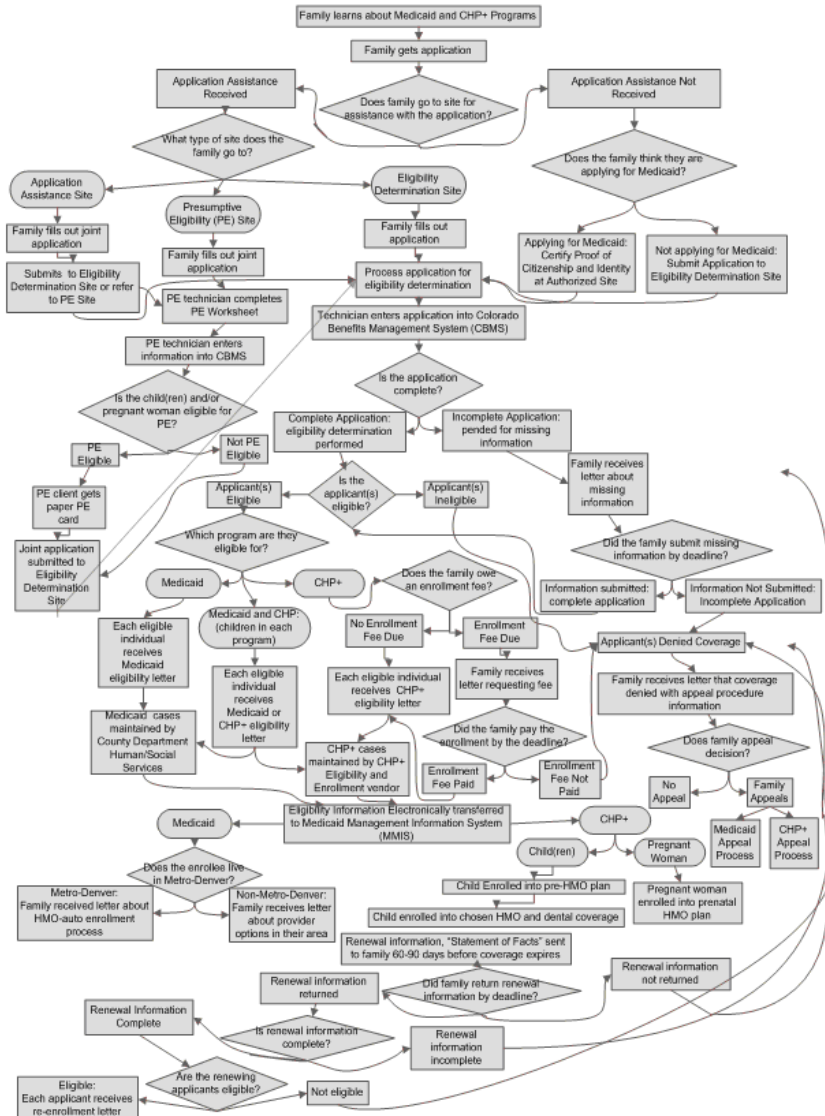 Family learns about Medicaid and CHP+ Programs
Family gets application
Does family go to site for
assistance with the application?
Application Assistance
Received
Application Assistance Not
Received
What type of site does the
family go to?
Does the family think they are
applying for Medicaid?
Application
Assistance Site
Presumptive
Eligibility (PE) Site
Eligibility
Determination Site
Family fills out joint
application
Family fills out joint
application
Family fills out
application
Applying for Medicaid:
Certify Proof of
Citizenship and Identity
at Authorized Site
Not applying for Medicaid:
Submit Application to
Eligibility Determination Site
Submits to Eligibility
Determination Site or refer
to PE Site
Process application for
eligibility determination
PE technician completes
PE Worksheet
Technician enters application into Colorado
Benefits Management System (CBMS)
PE technician enters
information into CBMS
Is the application
complete?
Is the child(ren) and/or
pregnant woman eligible for
PE?
Complete Application:
eligibility determination
performed
Incomplete Application:
pended for missing
information
PE
Eligible
Not PE
Eligible
Family receives
letter about
missing
information
PE client gets
paper PE
card
Applicant(s)
Eligible
Is the
applicant(s)
eligible?
Applicant(s)
Ineligible
Joint application
submitted to
Eligibility
Determination
Site
Which program are they
eligible for?
Did the family submit missing
information by deadline?
Medicaid
CHP+
Does the family owe
an enrollment fee?
Information submitted:
complete application
Information Not Submitted:
Incomplete Application
Medicaid and CHP:
(children in each
program)
Each eligible
individual
receives
Medicaid
eligibility letter
No Enrollment
Fee Due
Enrollment
Fee Due
Applicant(s) Denied Coverage
Each eligible
individual
receives
Medicaid or
CHP+ eligibility
letter
Each eligible individual
receives CHP+
eligibility letter
Family receives
letter requesting fee
Family receives letter that coverage
denied with appeal procedure
information
Medicaid cases
maintained by
County Department
Human/Social
Services
Did the family pay the
enrollment by the deadline?
Does family appeal
decision?
CHP+ cases
maintained by CHP+
Eligibility and
Enrollment vendor
Enrollment
Fee Paid
Enrollment
Fee Not
Paid
No
Appeal
Family
Appeals
Medicaid
Appeal
Process
CHP+
Appeal
Process
Eligibility Information Electronically transferred
to Medicaid Management Information System
(MMIS)
Medicaid
CHP+
Does the enrollee live
in Metro-Denver?
Child(ren)
Pregnant
Woman
Metro-Denver:
Family received letter about
HMO-auto enrollment
process
Non-Metro-Denver:
Family receives letter
about provider
options in their area
Child Enrolled into pre-HMO plan
Child enrolled into chosen HMO and dental coverage
Pregnant woman
enrolled into prenatal
HMO plan
Renewal information, "Statement of Facts" sent
to family 60-90 days before coverage expires
Renewal information
returned
Did family return renewal
information by deadline?
Renewal information
not returned
Renewal Information
Complete
Is renewal information
complete?
Renewal
information
incomplete
Are the renewing
applicants eligible?
Eligible:
Each applicant receives
re-enrollment letter
Not eligible